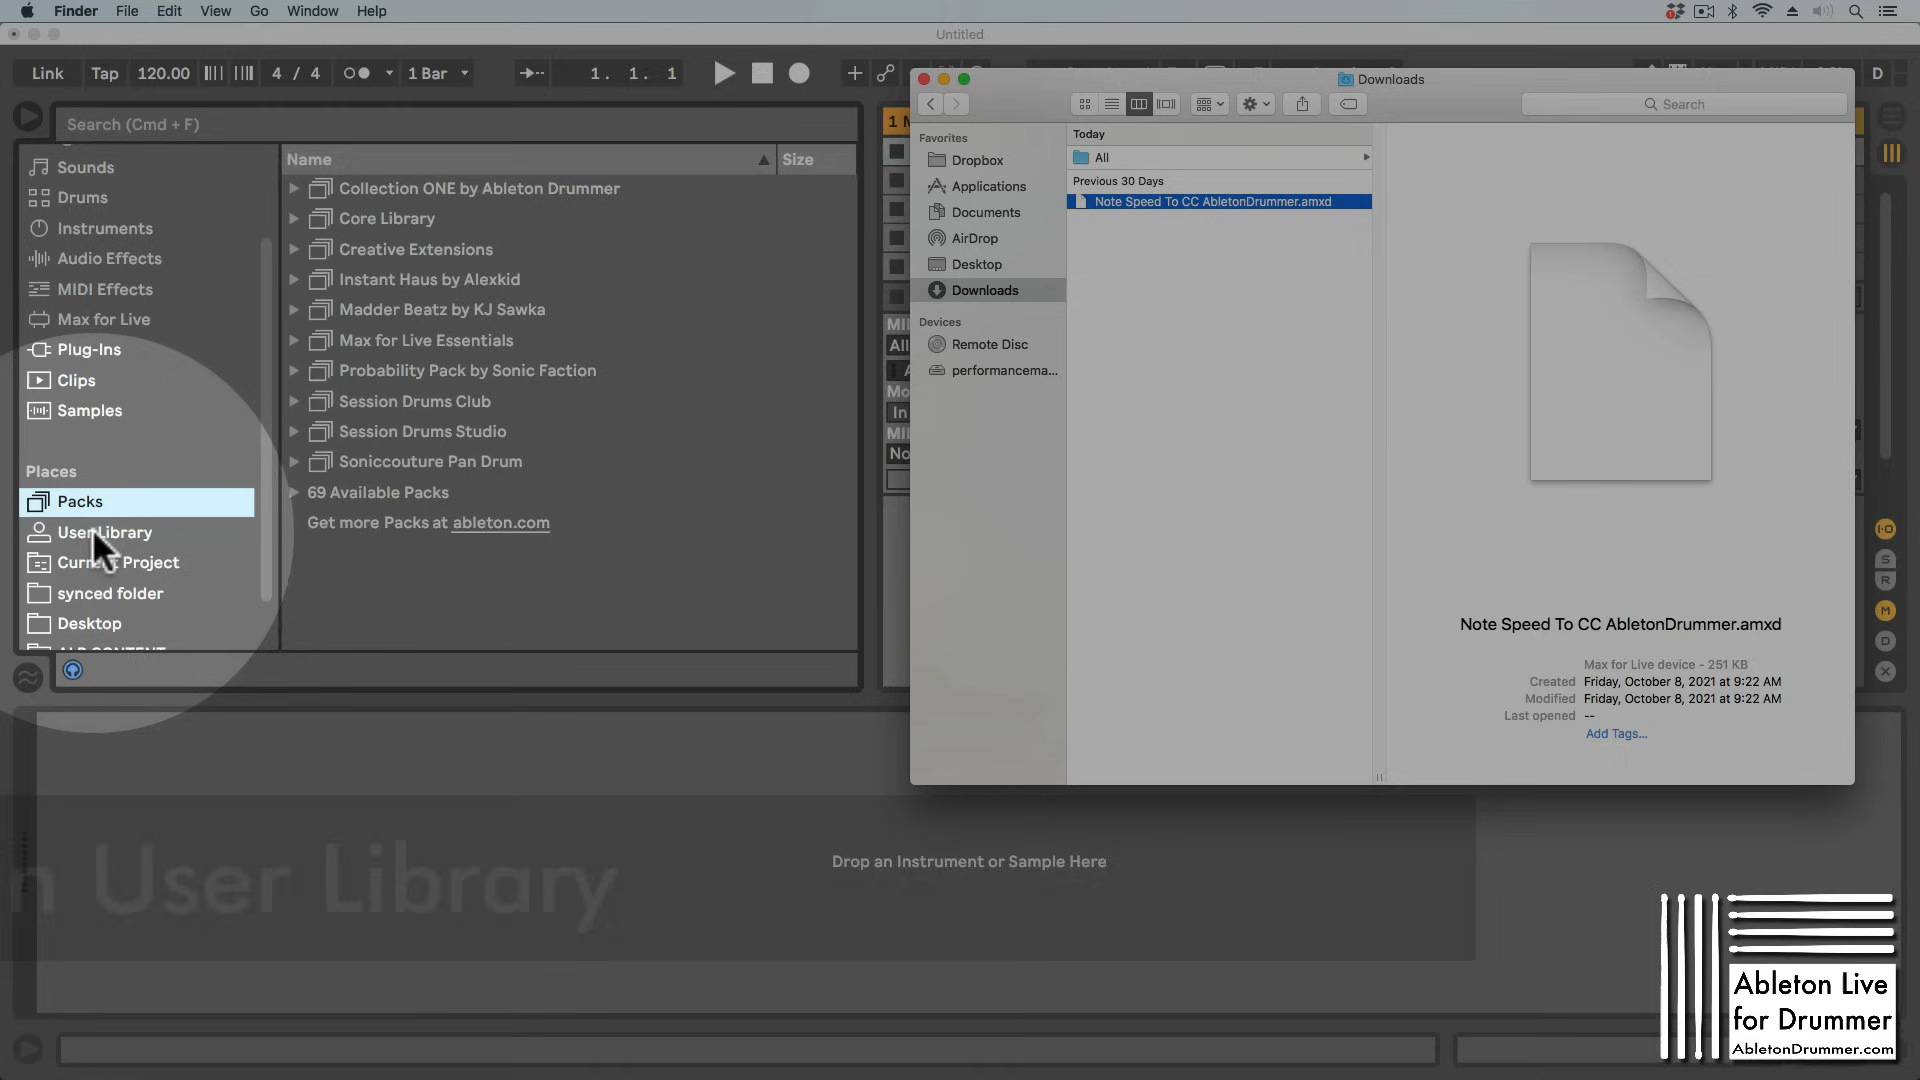 Finder File Edit View Go Window Help
Untitled
Link Tap 120.00 4 / 4 1 Bar 1. 1. 1 D
Search (Cmd + F)
Sounds
Drums
Instruments
Audio Effects
MIDI Effects
Max for Live
Plug-Ins
Clips
Samples
Places
Packs
User Library
Current Project
synced folder
Desktop
Name Size
Collection ONE by Ableton Drummer
Core Library
Creative Extensions
Instant Haus by Alexkid
Madder Beatz by KJ Sawka
Max for Live Essentials
Probability Pack by Sonic Faction
Session Drums Club
Session Drums Studio
Soniccouture Pan Drum
69 Available Packs
Get more Packs at ableton.com
Downloads
Search
Favorites
Dropbox
Applications
Documents
AirDrop
Desktop
Downloads
Devices
Remote Disc
performancema...
Today
All
Previous 30 Days
Note Speed To CC AbletonDrummer.amxd
Note Speed To CC AbletonDrummer.amxd
Max for Live device - 251 KB
Created Friday, October 8, 2021 at 9:22 AM
Modified Friday, October 8, 2021 at 9:22 AM
Last opened --
Add Tags...
1
All
In
I·O
S
R
M
D
User Library
Drop an Instrument or Sample Here
Ableton Live
for Drummer
AbletonDrummer.com